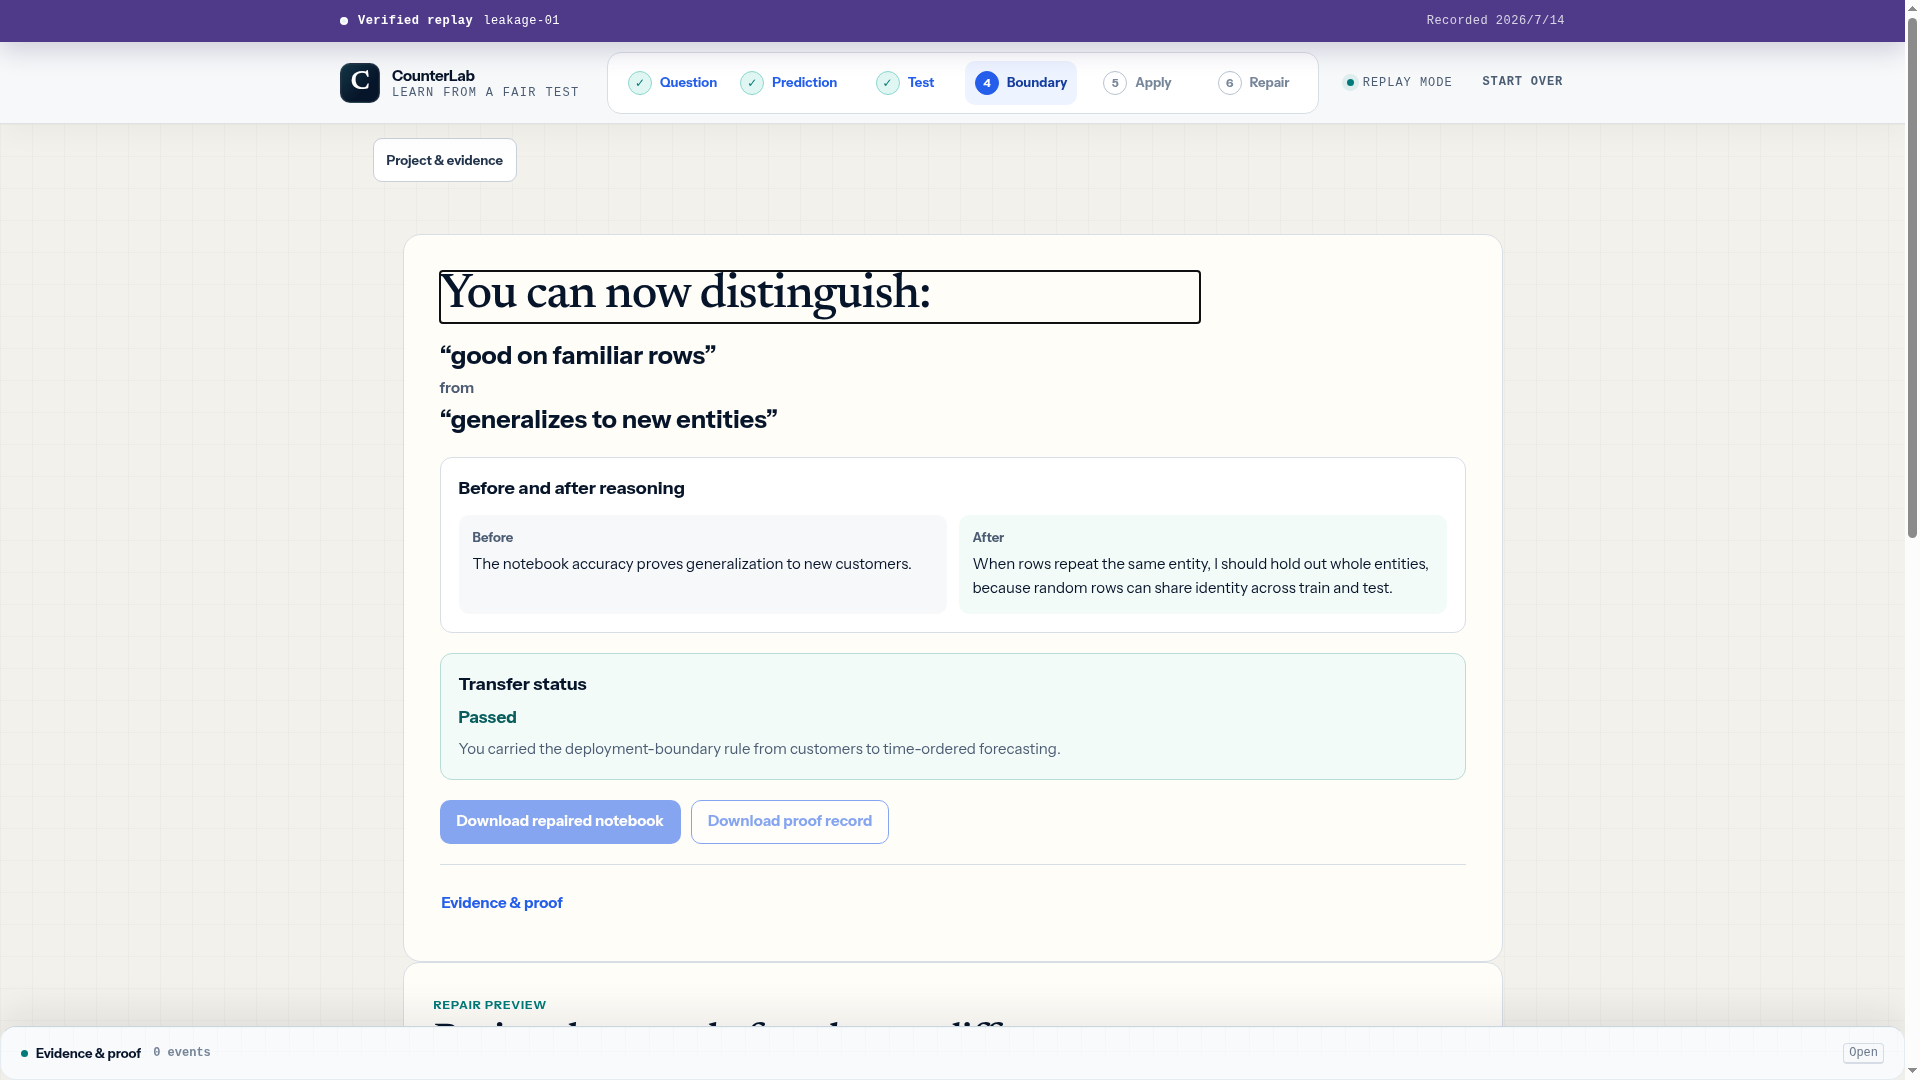 Verified replay leakage-01
Recorded 2026/7/14
C
CounterLab
LEARN FROM A FAIR TEST
✓ Question
✓ Prediction
✓ Test
4 Boundary
5 Apply
6 Repair
REPLAY MODE
START OVER
Project & evidence
You can now distinguish:
“good on familiar rows”
from
“generalizes to new entities”
Before and after reasoning
Before
The notebook accuracy proves generalization to new customers.
After
When rows repeat the same entity, I should hold out whole entities,
because random rows can share identity across train and test.
Transfer status
Passed
You carried the deployment-boundary rule from customers to time-ordered forecasting.
Download repaired notebook
Download proof record
Evidence & proof
REPAIR PREVIEW
Evidence & proof 0 events
Open